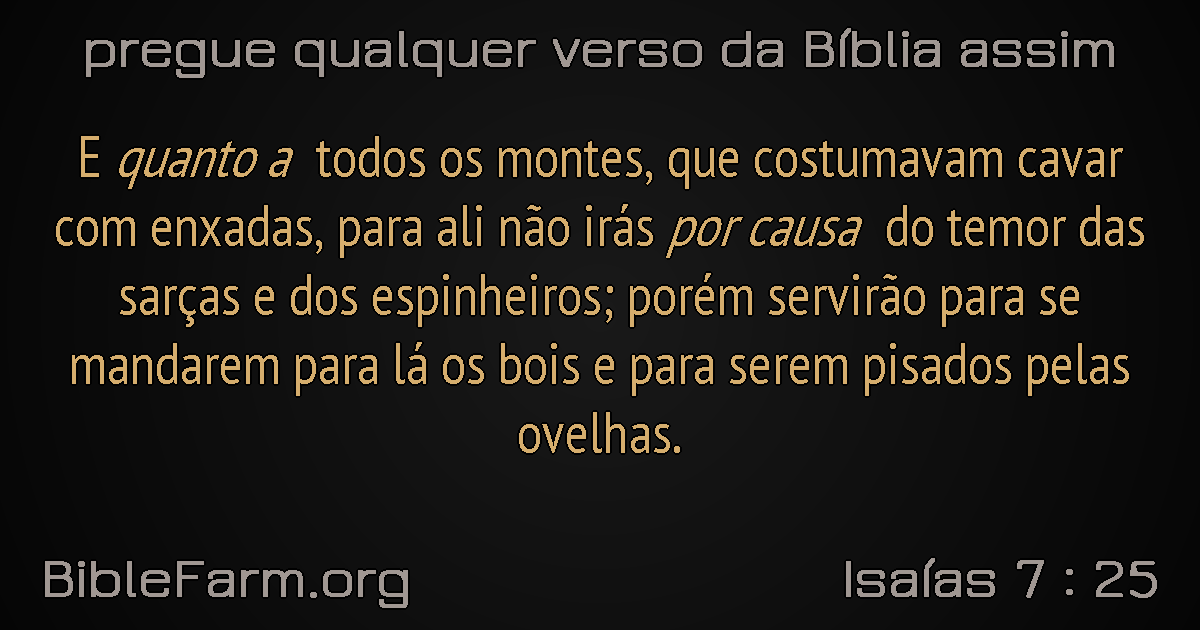 pregue qualquer verso da Bíblia assim
E quanto a todos os montes, que costumavam cavar
com enxadas, para ali não irás por causa do temor das
sarças e dos espinheiros; porém servirão para se
mandarem para lá os bois e para serem pisados pelas
ovelhas.
BibleFarm.org
Isaías 7 : 25